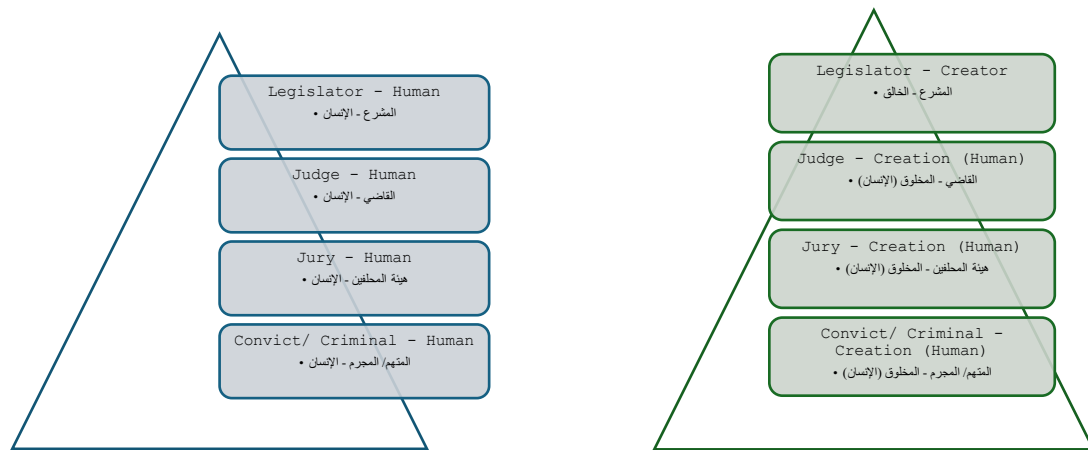 Legislator - Human
• المشرع - الإنسان
Judge - Human
• القاضي - الإنسان
Jury - Human
• هيئة المحلفين - الإنسان
Convict/ Criminal - Human
• المتهم/ المجرم - الإنسان
Legislator - Creator
• المشرع - الخالق
Judge - Creation (Human)
• القاضي - المخلوق (الإنسان)
Jury - Creation (Human)
• هيئة المحلفين - المخلوق (الإنسان)
Convict/ Criminal -
Creation (Human)
• المتهم/ مجرم - المخلوق (الإنسان)